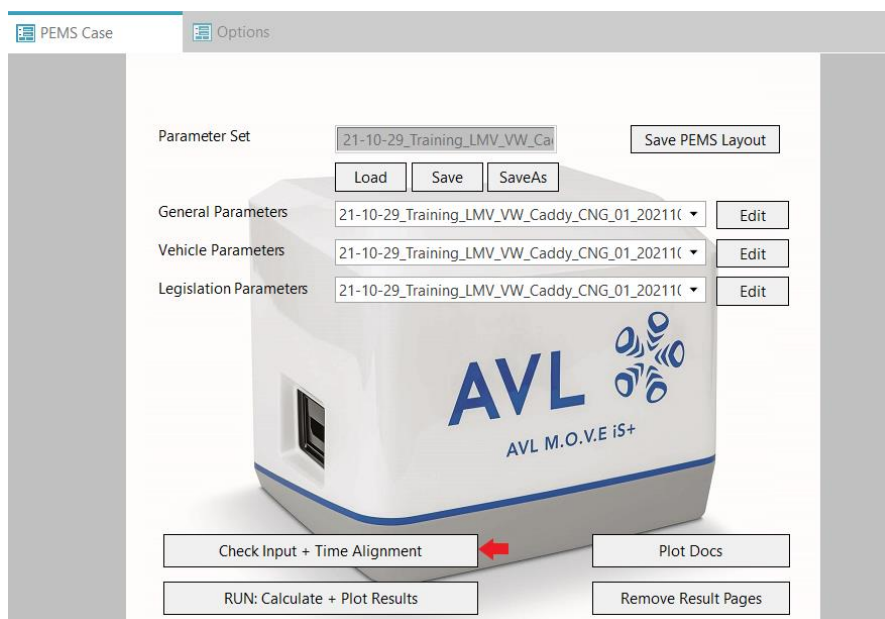 PEMS Case
Options
Parameter Set
21-10-29_Training_LMV_VW_Ca
Save PEMS Layout
Load
Save
SaveAs
General Parameters
21-10-29_Training_LMV_VW_Caddy_CNG_01_20211(
Edit
Vehicle Parameters
21-10-29_Training_LMV_VW_Caddy_CNG_01_20211(
Edit
Legislation Parameters
21-10-29_Training_LMV_VW_Caddy_CNG_01_20211(
Edit
AVL
AVL M.O.V.E iS+
Check Input + Time Alignment
Plot Docs
RUN: Calculate + Plot Results
Remove Result Pages